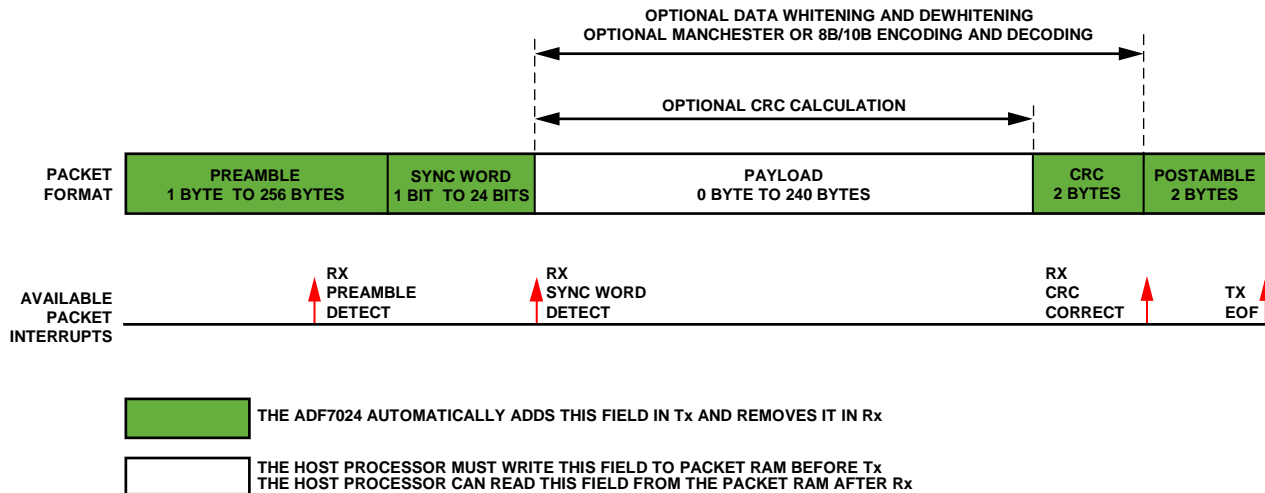 OPTIONAL DATA WHITENING AND DEWHITENING
OPTIONAL MANCHESTER OR 8B/10B ENCODING AND DECODING
OPTIONAL CRC CALCULATION
PACKET
FORMAT
PREAMBLE
1 BYTE TO 256 BYTES
SYNC WORD
1 BIT TO 24 BITS
PAYLOAD
0 BYTE TO 240 BYTES
CRC
2 BYTES
POSTAMBLE
2 BYTES
AVAILABLE
PACKET
INTERRUPTS
RX
PREAMBLE
DETECT
RX
SYNC WORD
DETECT
RX
CRC
CORRECT
TX
EOF
THE ADF7024 AUTOMATICALLY ADDS THIS FIELD IN Tx AND REMOVES IT IN Rx
THE HOST PROCESSOR MUST WRITE THIS FIELD TO PACKET RAM BEFORE Tx
THE HOST PROCESSOR CAN READ THIS FIELD FROM THE PACKET RAM AFTER Rx